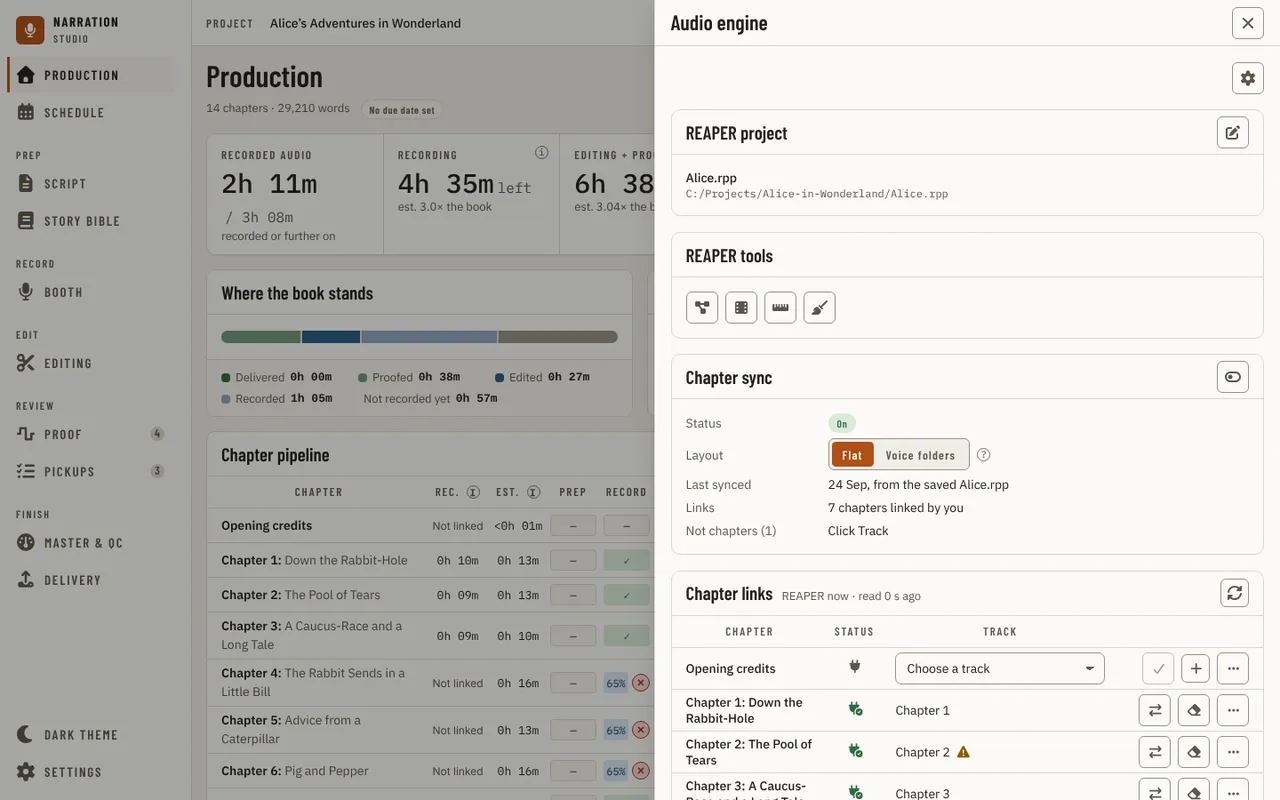 NARRATION
STUDIO
PRODUCTION
SCHEDULE
PREP
SCRIPT
STORY BIBLE
RECORD
BOOTH
EDIT
EDITING
REVIEW
PROOF 4
PICKUPS 3
FINISH
MASTER & QC
DELIVERY
DARK THEME
SETTINGS
PROJECT Alice's Adventures in Wonderland
Production
14 chapters · 29,210 words No due date set
RECORDED AUDIO
2h 11m
/ 3h 08m
recorded or further on
RECORDING
4h 35m left
est. 3.0× the book
EDITING + PRO
6h 38
est. 3.04× the b
Where the book stands
Delivered 0h 00m Proofed 0h 38m Edited 0h 27m
Recorded 1h 05m Not recorded yet 0h 57m
Chapter pipeline
CHAPTER REC. EST. PREP RECORD
Opening credits Not linked <0h 01m – –
Chapter 1: Down the Rabbit-Hole 0h 10m 0h 13m – ✓
Chapter 2: The Pool of Tears 0h 09m 0h 13m – ✓
Chapter 3: A Caucus-Race and a
Long Tale 0h 09m 0h 10m – ✓
Chapter 4: The Rabbit Sends in a
Little Bill Not linked 0h 16m – 65%
Chapter 5: Advice from a
Caterpillar Not linked 0h 13m – 65%
Chapter 6: Pig and Pepper Not linked 0h 16m – 65%
Audio engine
REAPER project
Alice.rpp
C:/Projects/Alice-in-Wonderland/Alice.rpp
REAPER tools
Chapter sync
Status On
Layout Flat Voice folders ?
Last synced 24 Sep, from the saved Alice.rpp
Links 7 chapters linked by you
Not chapters (1) Click Track
Chapter links REAPER now · read 0 s ago
CHAPTER STATUS TRACK
Opening credits Choose a track
Chapter 1: Down the
Rabbit-Hole Chapter 1
Chapter 2: The Pool of
Tears Chapter 2
Chapter 3: A Caucus-
Race and a Long Tale Chapter 3